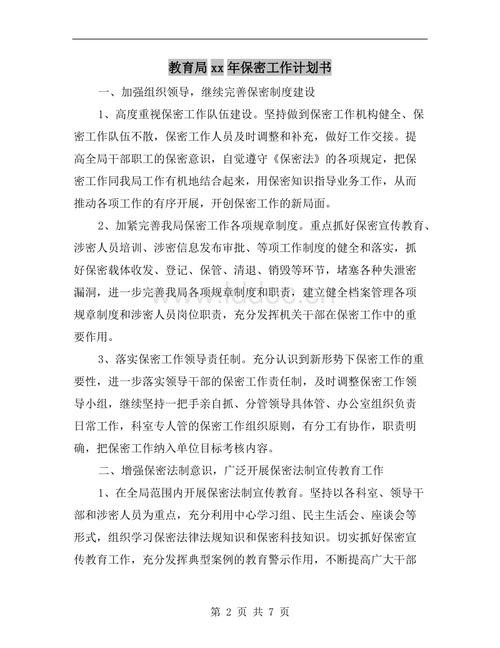 教育局 xx 年保密工作计划书
一、加强组织领导，继续完善保密制度建设
1、高度重视保密工作队伍建设。坚持做到保密工作机构健全、保
密工作队伍不散，保密工作人员及时调整和补充，做好工作交接。提
高全局干部职工的保密意识，自觉遵守《保密法》的各项规定，把保
密工作同我局工作有机地结合起来，用保密知识指导业务工作，从而
推动各项工作的有序开展，开创保密工作的新局面。
2、加紧完善我局保密工作各项规章制度。重点抓好保密宣传教育、
涉密人员培训、涉密信息发布审批、等项工作制度的健全和落实，抓
好保密载体收发、登记、保管、清退、销毁等环节，堵塞各种失泄密
漏洞，进一步完善我局各项规章制度和职责，建立健全档案管理各项
规章制度和涉密人员岗位职责，充分发挥机关干部在保密工作中的重
要作用。
3、落实保密工作领导责任制。充分认识到新形势下保密工作的重
要性，进一步落实领导干部的保密工作责任制，及时调整保密工作领
导小组，继续坚持一把手亲自抓、分管领导具体管、办公室组织负责
日常工作，科室专人管的保密工作组织原则，有分工有协作，职责明
确，把保密工作纳入单位目标考核内容。
二、增强保密法制意识，广泛开展保密法制宣传教育工作
1、在全局范围内开展保密法制宣传教育。坚持以各科室、领导干
部和涉密人员为重点，充分利用中心学习组、民主生活会、座谈会等
形式，组织学习保密法律法规知识和保密科技知识。切实抓好保密宣
传教育工作，充分发挥典型案例的教育警示作用，不断提高广大干部
第 2 页 共 7 页